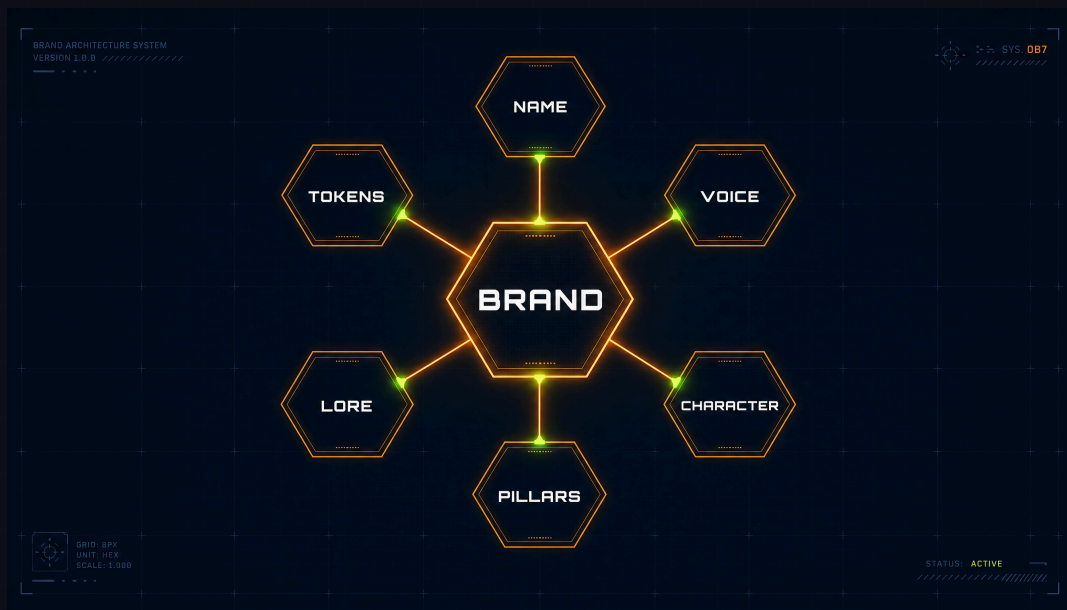 BRAND ARCHITECTURE SYSTEM
VERSION 1.0.0
SYS. 0B7
NAME
TOKENS
VOICE
BRAND
LORE
CHARACTER
PILLARS
GRID: 8PX
UNIT: HEX
SCALE: 1.000
STATUS: ACTIVE